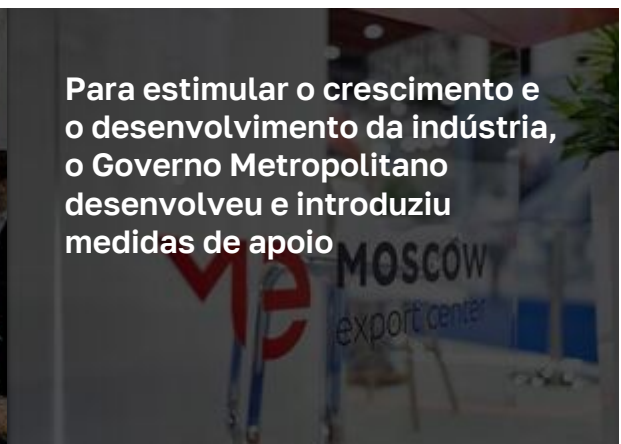 Para estimular o crescimento e
o desenvolvimento da indústria,
o Governo Metropolitano
desenvolveu e introduziu
medidas de apoio
MOSCOW
export center